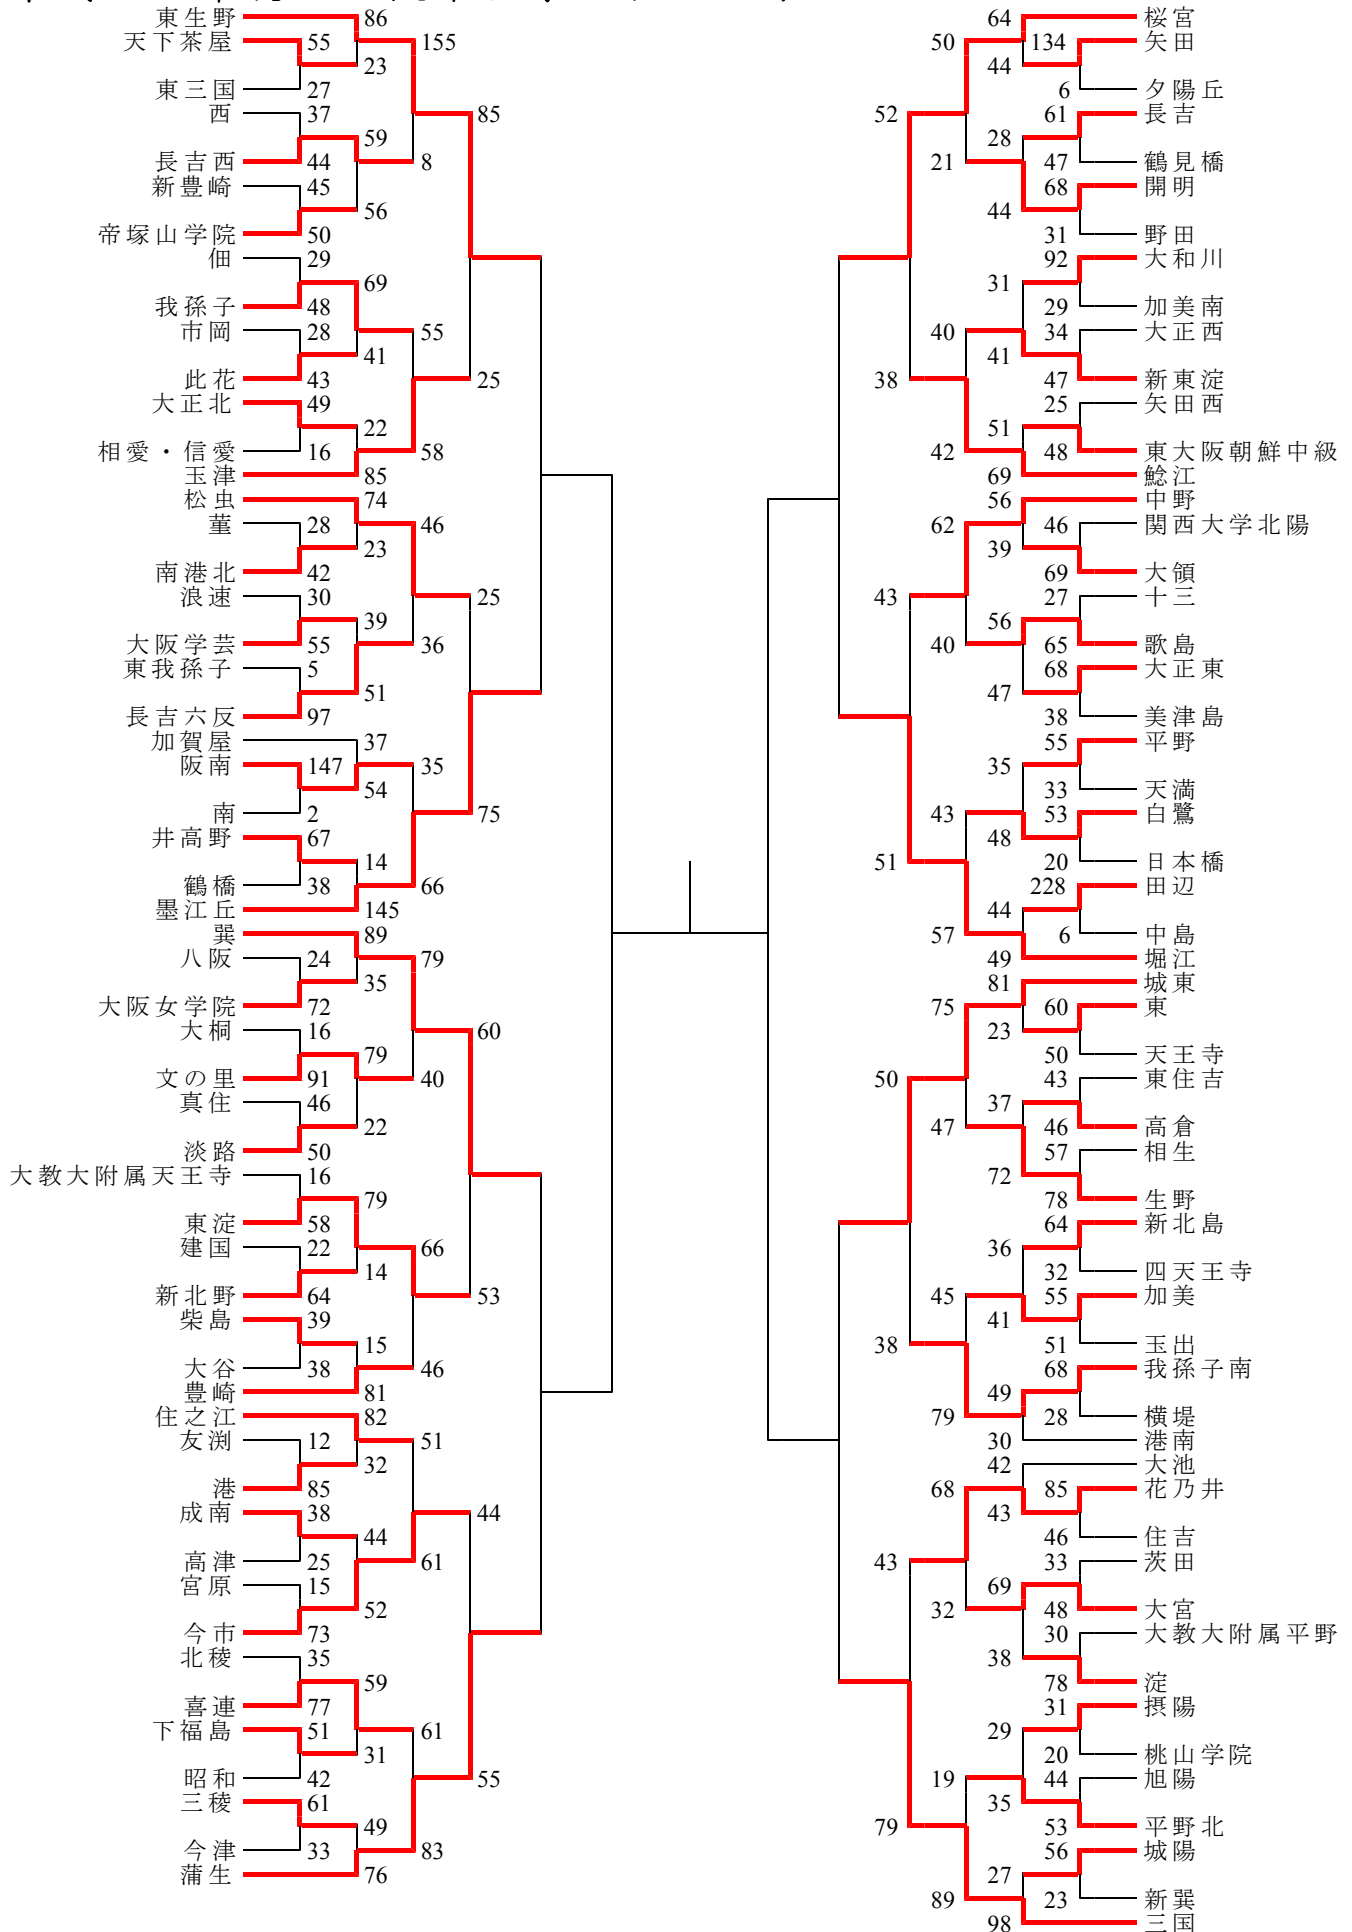 東生野 86 64 桜宮
天下茶屋 55 155 50 134 矢田
23 44
東三国 27 6 夕陽丘
西 37 85 52 61 長吉
59 28
長吉西 44 8 21 47 鶴見橋
新豊崎 45 68 開明
56 44
帝塚山学院 50 31 野田
佃 29 92 大和川
69 31
我孫子 48 29 加美南
市岡 28 55 40 34 大正西
41 41
此花 43 25 38 47 新東淀
大正北 49 25 矢田西
22 51
相愛・信愛 16 58 42 48 東大阪朝鮮中級
玉津 85 69 鯰江
松虫 74 56 中野
菫 28 46 62 46 関西大学北陽
23 39
南港北 42 69 大領
浪速 30 25 43 27 十三
39 56
大阪学芸 55 36 40 65 歌島
東我孫子 5 68 大正東
51 47
長吉六反 97 38 美津島
加賀屋 37 55 平野
阪南 147 35 35
54 33 天満
南 2 75 43 53 白鷺
井高野 67 48
14 51 20 日本橋
鶴橋 38 66 228 田辺
墨江丘 145 44
巽 89 57 6 中島
八阪 24 79 49 堀江
35 81 城東
大阪女学院 72 75 60 東
大桐 16 60 23
79 50 天王寺
文の里 91 40 50 43 東住吉
真住 46 37
22 47 46 高倉
淡路 50 57 相生
大教大附属天王寺 16 72
79 78 生野
東淀 58 64 新北島
建国 22 66 36
14 32 四天王寺
新北野 64 53 45 55 加美
柴島 39 41
15 38 51 玉出
大谷 38 46 68 我孫子南
豊崎 81 49
住之江 82 79 28 横堤
友渕 12 51 30 港南
32 42 大池
港 85 68 85 花乃井
成南 38 44 43
44 46 住吉
高津 25 61 43 33 茨田
宮原 15 69
52 32 48 大宮
今市 73 30 大教大附属平野
北稜 35 38
59 78 淀
喜連 77 31 摂陽
下福島 51 61 29
31 20 桃山学院
昭和 42 55 19 44 旭陽
三稜 61 35
49 79 53 平野北
今津 33 83 56 城陽
蒲生 76 27
89 23 新巽
98 三国